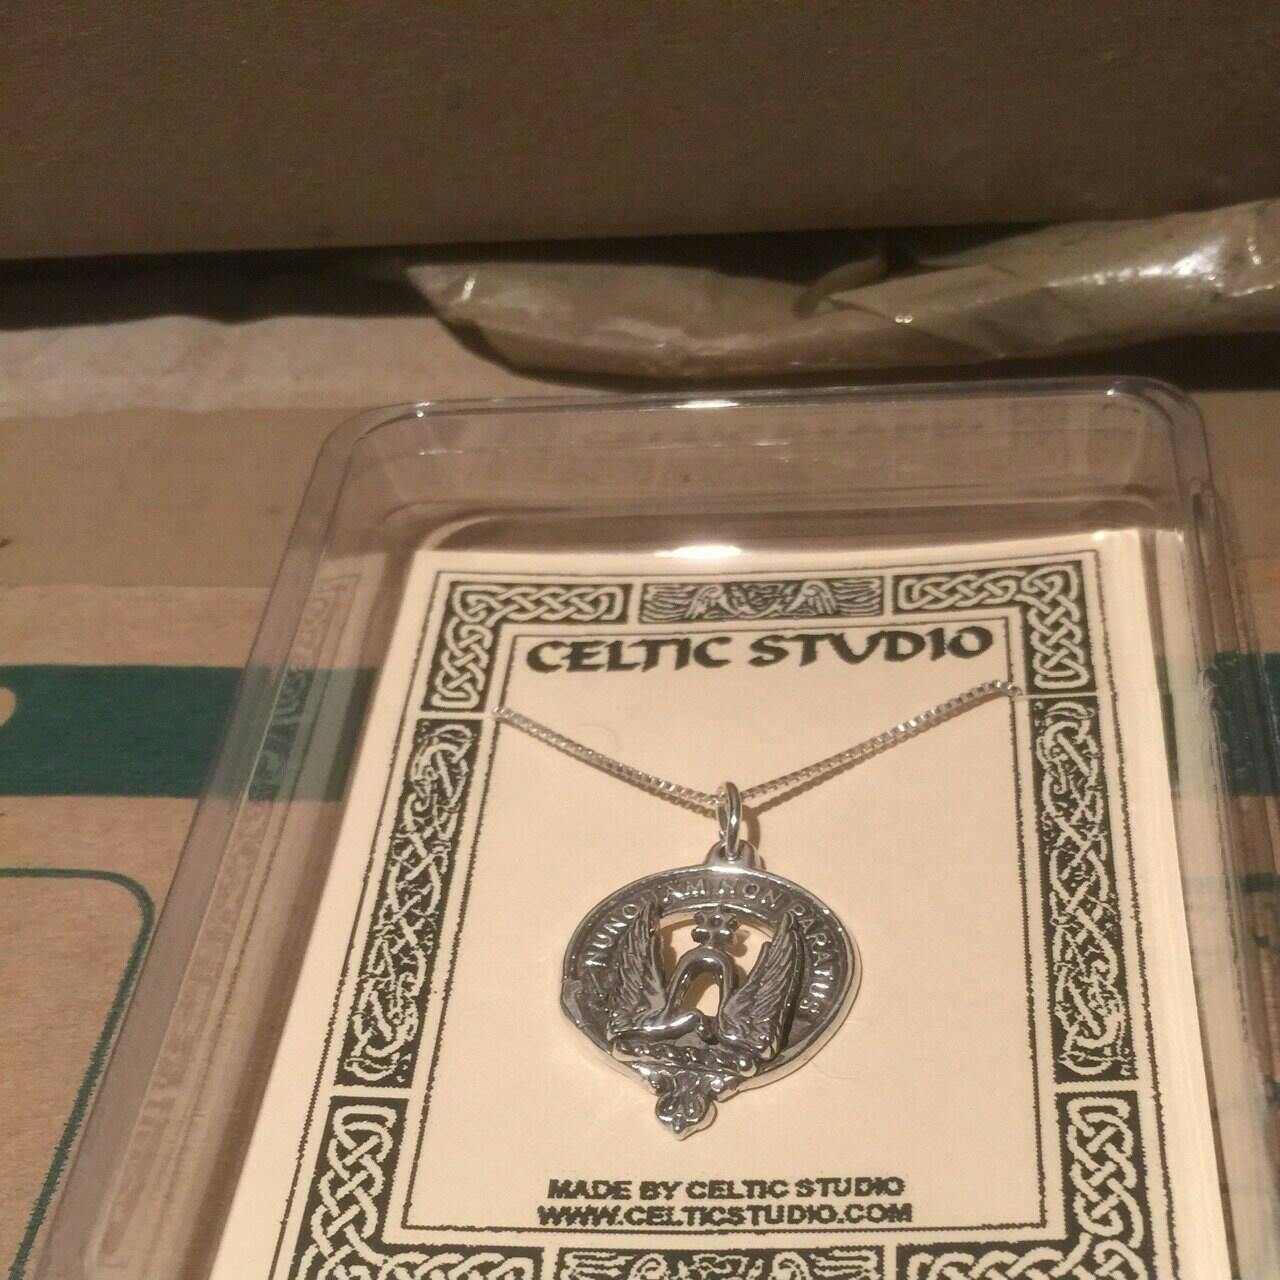 CELTIC STUDIO
NUNQUAM NON PARATUS
MADE BY CELTIC STUDIO
WWW.CELTICSTUDIO.COM